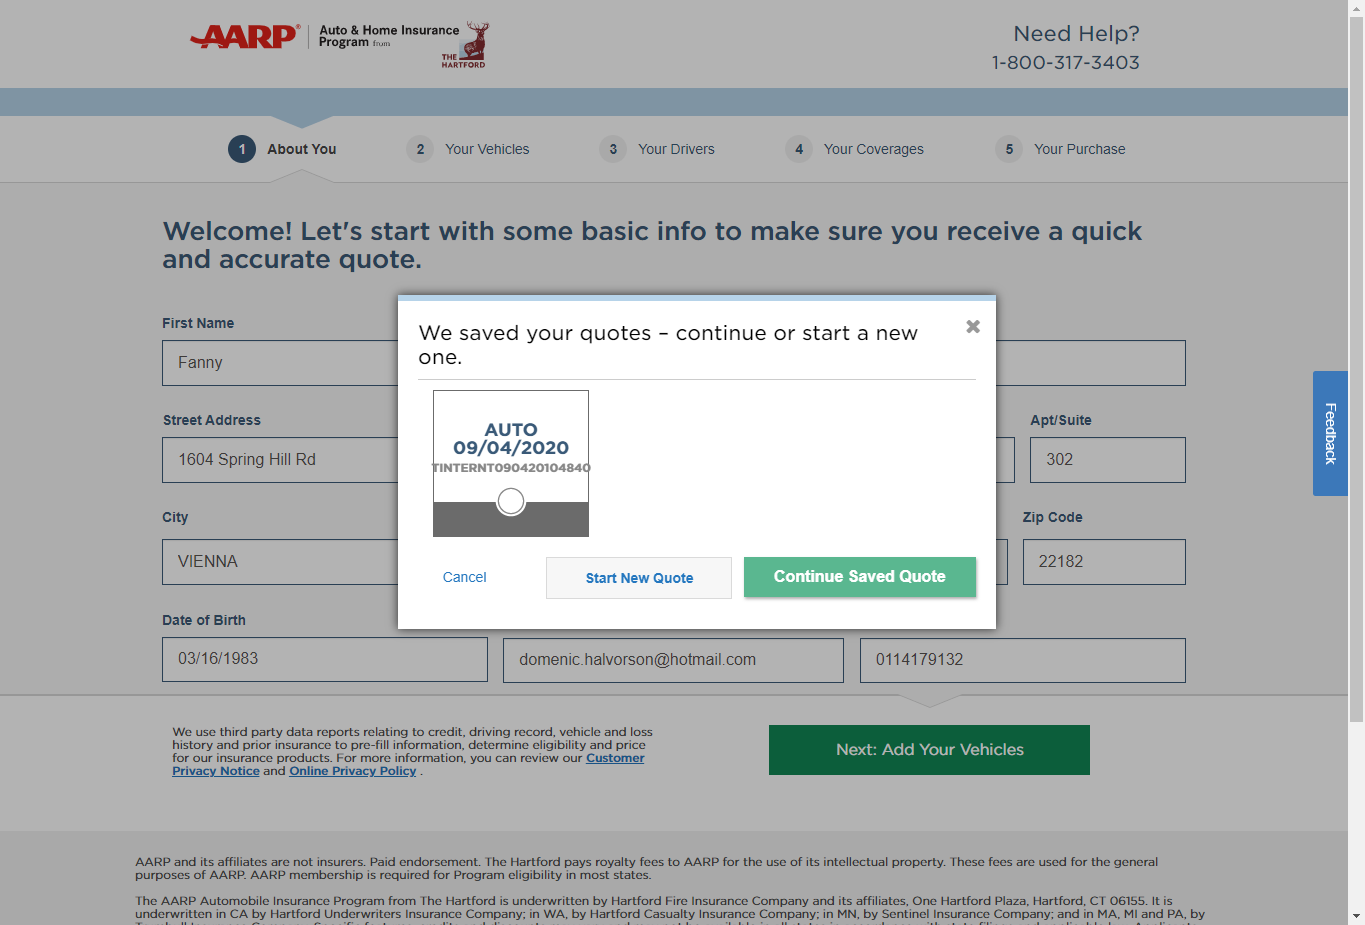 AARP® Auto & Home Insurance
Program from
THE
HARTFORD
Need Help?
1-800-317-3403
1 About You
2 Your Vehicles
3 Your Drivers
4 Your Coverages
5 Your Purchase
Welcome! Let's start with some basic info to make sure you receive a quick
and accurate quote.
First Name
Fanny
Street Address
1604 Spring Hill Rd
Apt/Suite
302
City
VIENNA
Zip Code
22182
Date of Birth
03/16/1983
domenic.halvorson@hotmail.com
0114179132
We saved your quotes – continue or start a new
one.
AUTO
09/04/2020
TINTERNT090420104840
Cancel
Start New Quote
Continue Saved Quote
Feedback
We use third party data reports relating to credit, driving record, vehicle and loss
history and prior insurance to pre-fill information, determine eligibility and price
for our insurance products. For more information, you can review our Customer
Privacy Notice and Online Privacy Policy .
Next: Add Your Vehicles
AARP and its affiliates are not insurers. Paid endorsement. The Hartford pays royalty fees to AARP for the use of its intellectual property. These fees are used for the general
purposes of AARP. AARP membership is required for Program eligibility in most states.
The AARP Automobile Insurance Program from The Hartford is underwritten by Hartford Fire Insurance Company and its affiliates, One Hartford Plaza, Hartford, CT 06155. It is
underwritten in CA by Hartford Underwriters Insurance Company; in WA, by Hartford Casualty Insurance Company; in MN, by Sentinel Insurance Company; and in MA, MI and PA, by